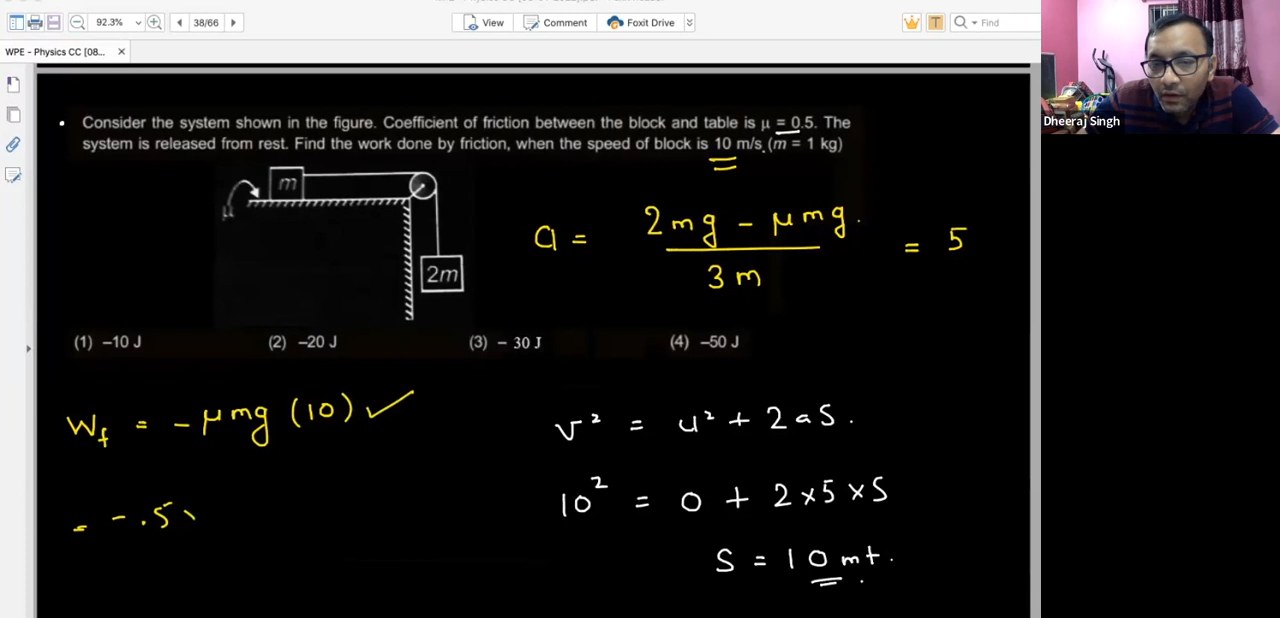 92.3%
38/66
View
Comment
Foxit Drive
T
Find
WPE - Physics CC [08...
Dheeraj Singh
• Consider the system shown in the figure. Coefficient of friction between the block and table is μ = 0.5. The
system is released from rest. Find the work done by friction, when the speed of block is 10 m/s. (m = 1 kg)
m
μ
2m
a = 2mg - μmg. / 3m = 5
(1) –10 J
(2) –20 J
(3) – 30 J
(4) –50 J
Wf = - μmg (10) ✓
= - .5
v² = u² + 2aS.
10² = 0 + 2×5×S
S = 10 mt.